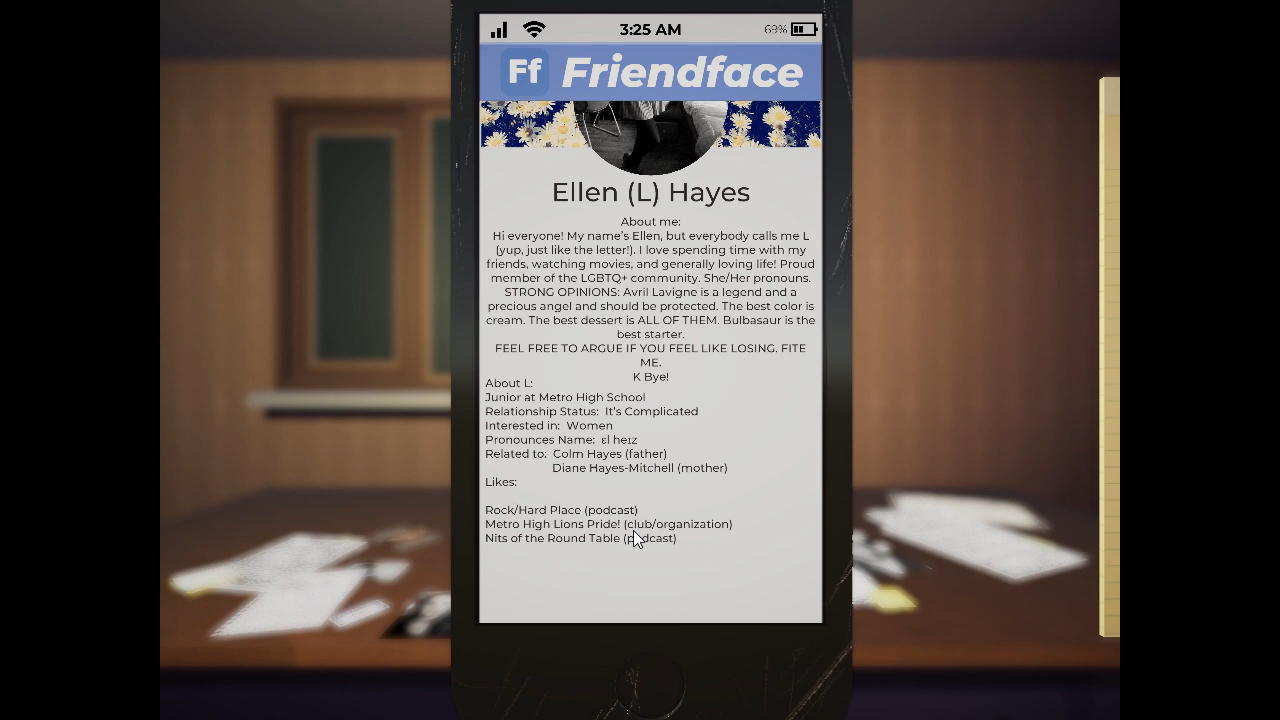 3:25 AM
69%
Ff Friendface
Ellen (L) Hayes
About me:
Hi everyone! My name's Ellen, but everybody calls me L
(yup, just like the letter!). I love spending time with my
friends, watching movies, and generally loving life! Proud
member of the LGBTQ+ community. She/Her pronouns.
STRONG OPINIONS: Avril Lavigne is a legend and a
precious angel and should be protected. The best color is
cream. The best dessert is ALL OF THEM. Bulbasaur is the
best starter.
FEEL FREE TO ARGUE IF YOU FEEL LIKE LOSING. FITE
ME.
K Bye!
About L:
Junior at Metro High School
Relationship Status: It's Complicated
Interested in: Women
Pronounces Name: ɛl heɪz
Related to: Colm Hayes (father)
Diane Hayes-Mitchell (mother)
Likes:
Rock/Hard Place (podcast)
Metro High Lions Pride! (club/organization)
Nits of the Round Table (podcast)